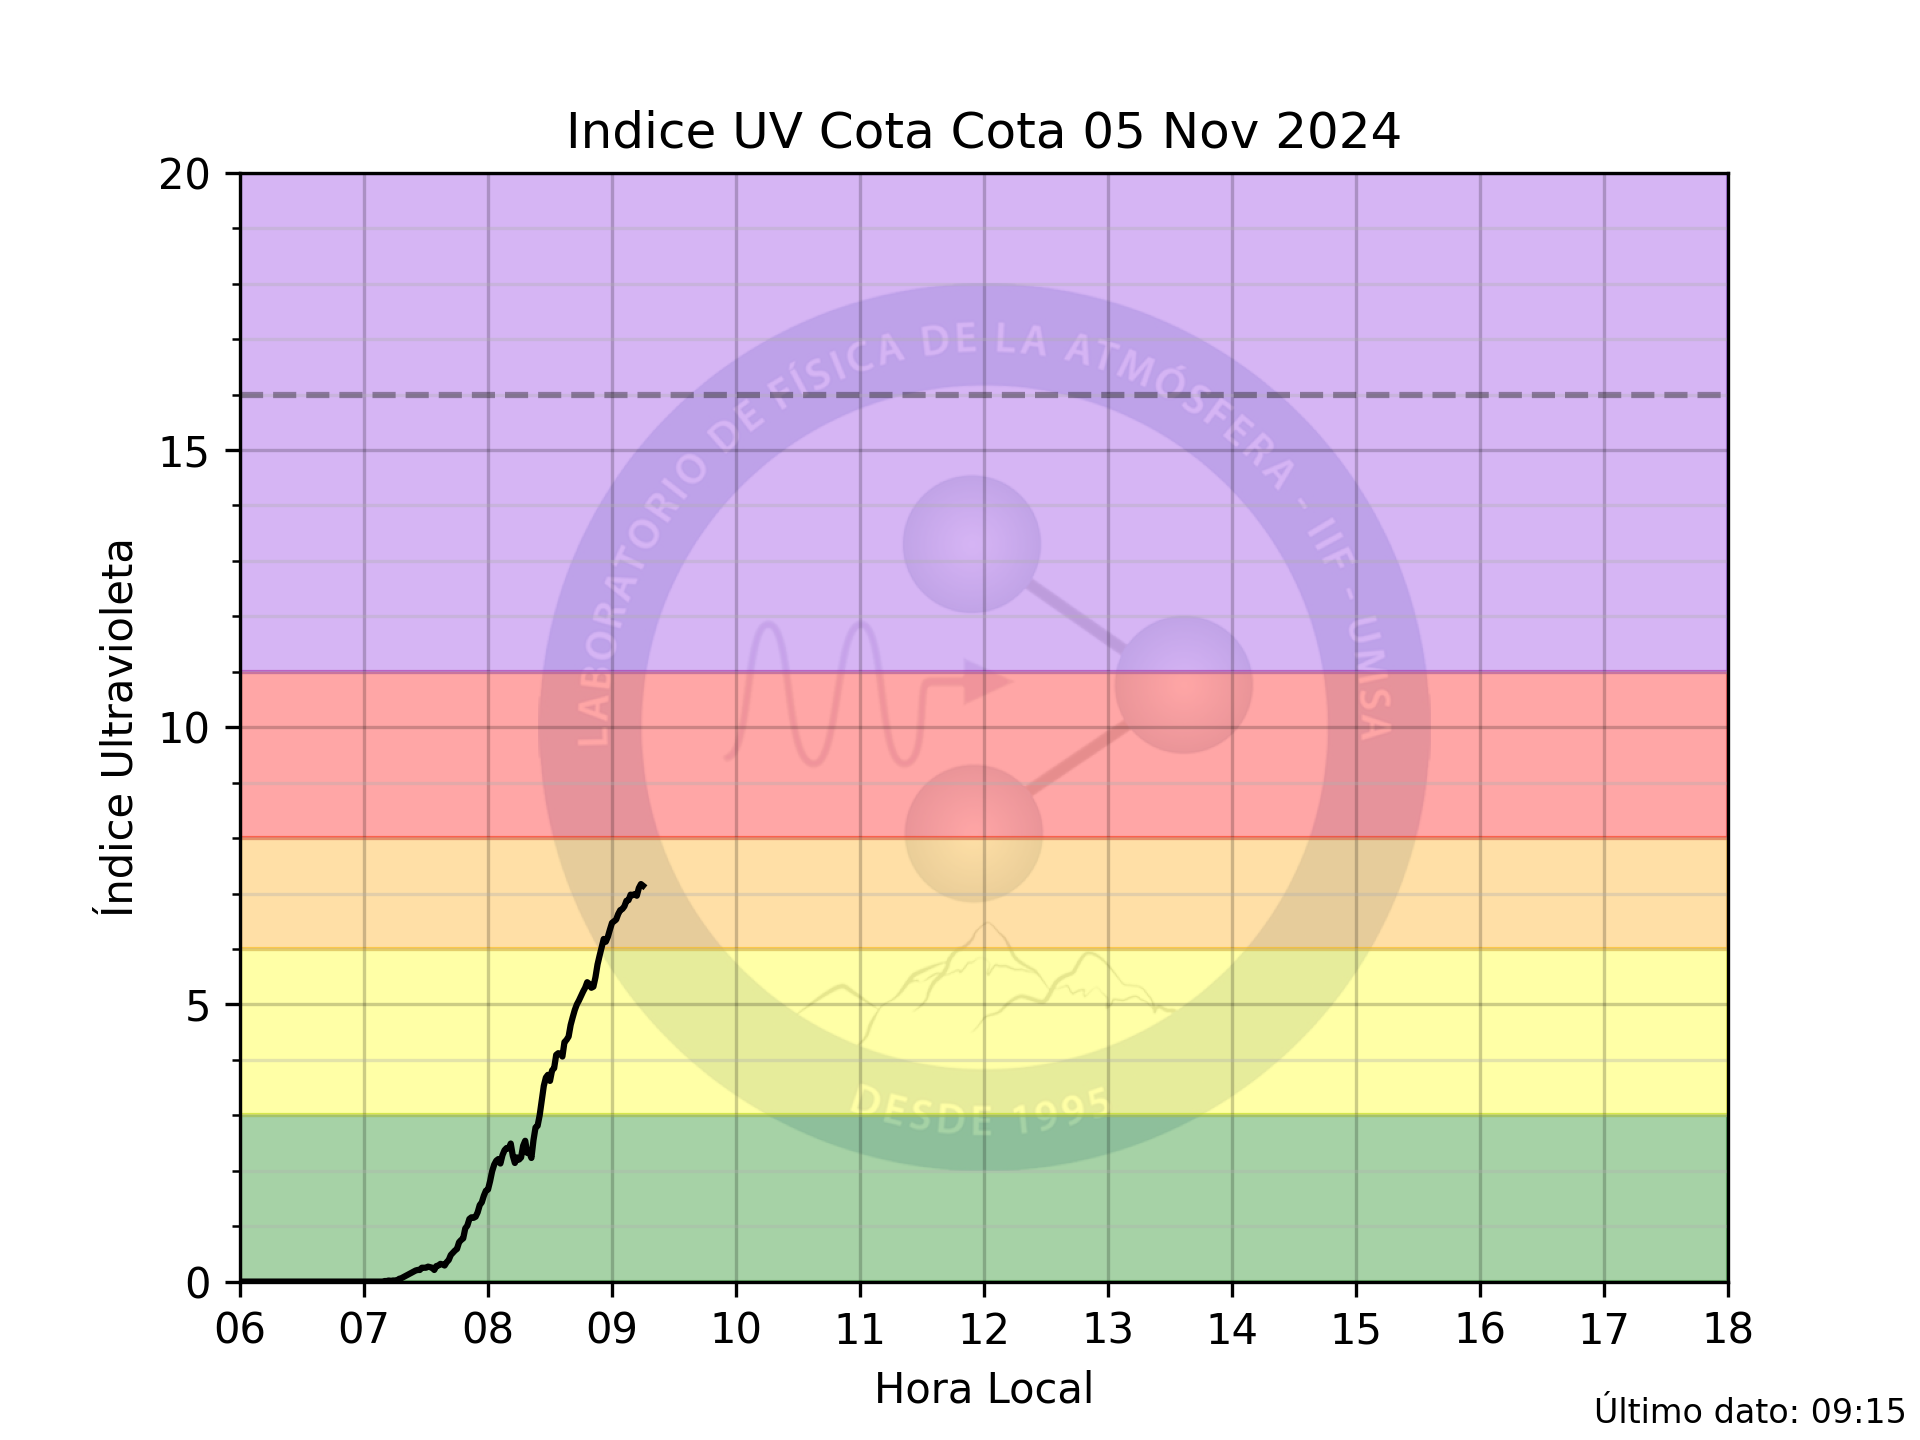 Indice UV Cota Cota 05 Nov 2024
20
15
10
5
0
Índice Ultravioleta
LABORATORIO DE FÍSICA DE LA ATMÓSFERA - IIF - UMSA
DESDE 1995
06 07 08 09 10 11 12 13 14 15 16 17 18
Hora Local
Último dato: 09:15